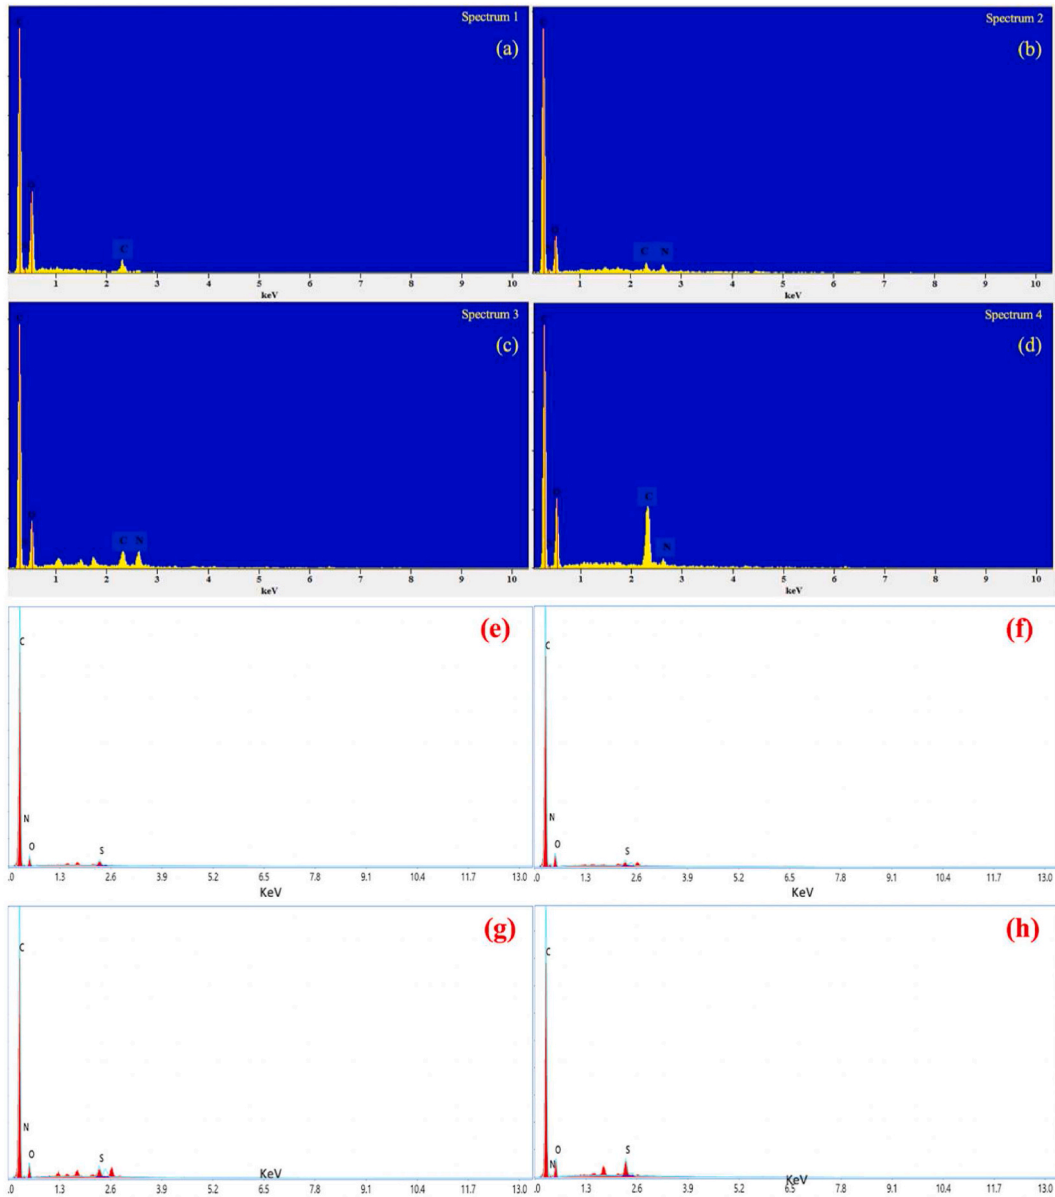 Spectrum 1
(a)
C
O
C
1 2 3 4 5 6 7 8 9 10
keV
Spectrum 2
(b)
C
O
C N
1 2 3 4 5 6 7 8 9 10
keV
Spectrum 3
(c)
C
O
C N
1 2 3 4 5 6 7 8 9 10
keV
Spectrum 4
(d)
C
O
C
N
1 2 3 4 5 6 7 8 9 10
keV
(e)
C
N
O
S
.0 1.3 2.6 3.9 5.2 6.5 7.8 9.1 10.4 11.7 13.0
KeV
(f)
C
N
O
S
.0 1.3 2.6 3.9 5.2 6.5 7.8 9.1 10.4 11.7 13.0
KeV
(g)
C
N
O
S
KeV
.0 1.3 2.6 3.9 5.2 6.5 7.8 9.1 10.4 11.7 13.0
(h)
C
O
S
N
.0 1.3 2.6 3.9 5.2 6.5 7.8 9.1 10.4 11.7 13.0
KeV